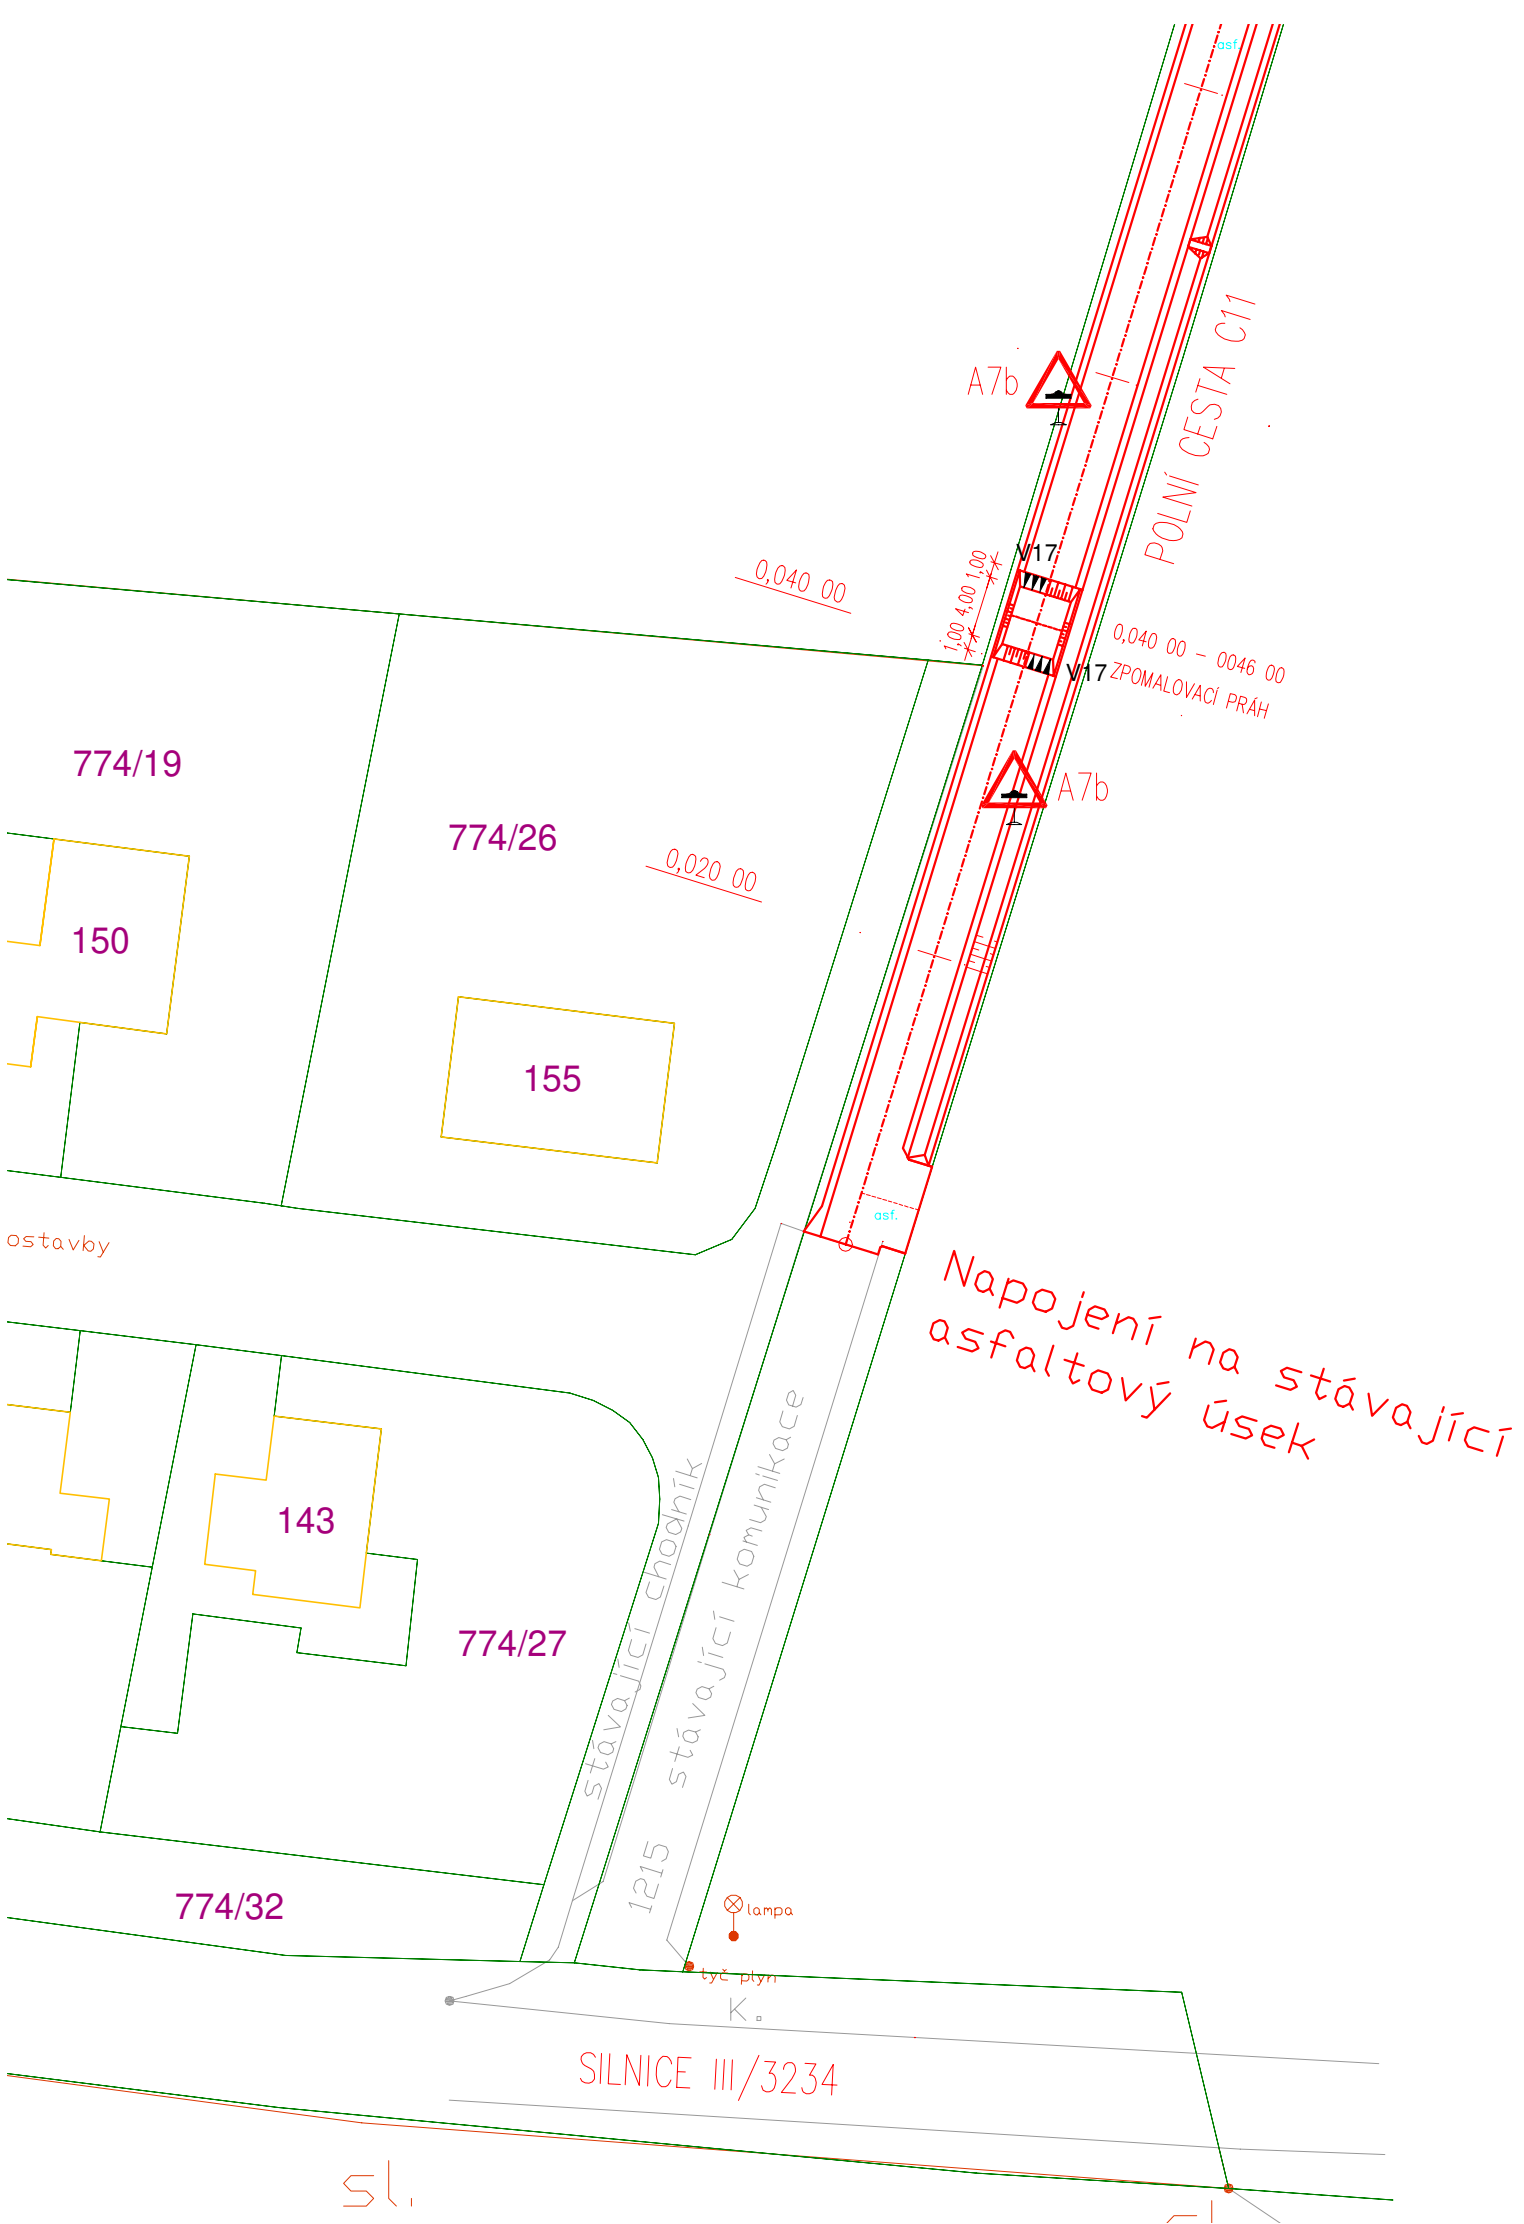 asf.
POLNÍ CESTA C11
A7b
V17
1,00 4,00 1,00
0,040 00
0,040 00 - 0046 00
V17 ZPOMALOVACÍ PRÁH
774/19
A7b
774/26
0,020 00
150
155
asf.
ostavby
Napojení na stávající
asfaltový úsek
143
stávající chodník
1215 stávající komunikace
774/27
774/32
lampa
tyč plyn
K.
SILNICE III/3234
sl.